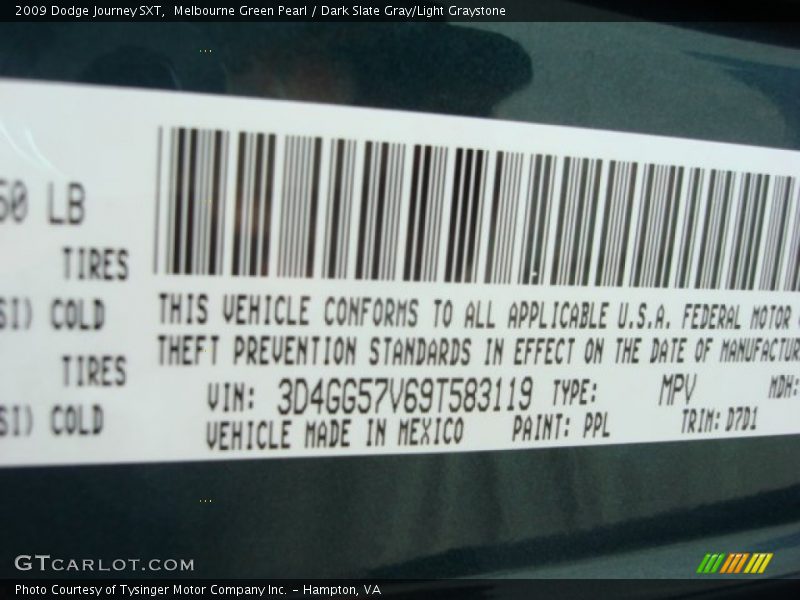 2009 Dodge Journey SXT,  Melbourne Green Pearl / Dark Slate Gray/Light Graystone
50 LB
TIRES
SI) COLD
TIRES
SI) COLD
THIS VEHICLE CONFORMS TO ALL APPLICABLE U.S.A. FEDERAL MOTOR
THEFT PREVENTION STANDARDS IN EFFECT ON THE DATE OF MANUFACTUR
VIN: 3D4GG57V69T583119 TYPE: MPV MDH:
VEHICLE MADE IN MEXICO PAINT: PPL TRIM: D7D1
GTCARLOT.COM
Photo Courtesy of Tysinger Motor Company Inc. - Hampton, VA